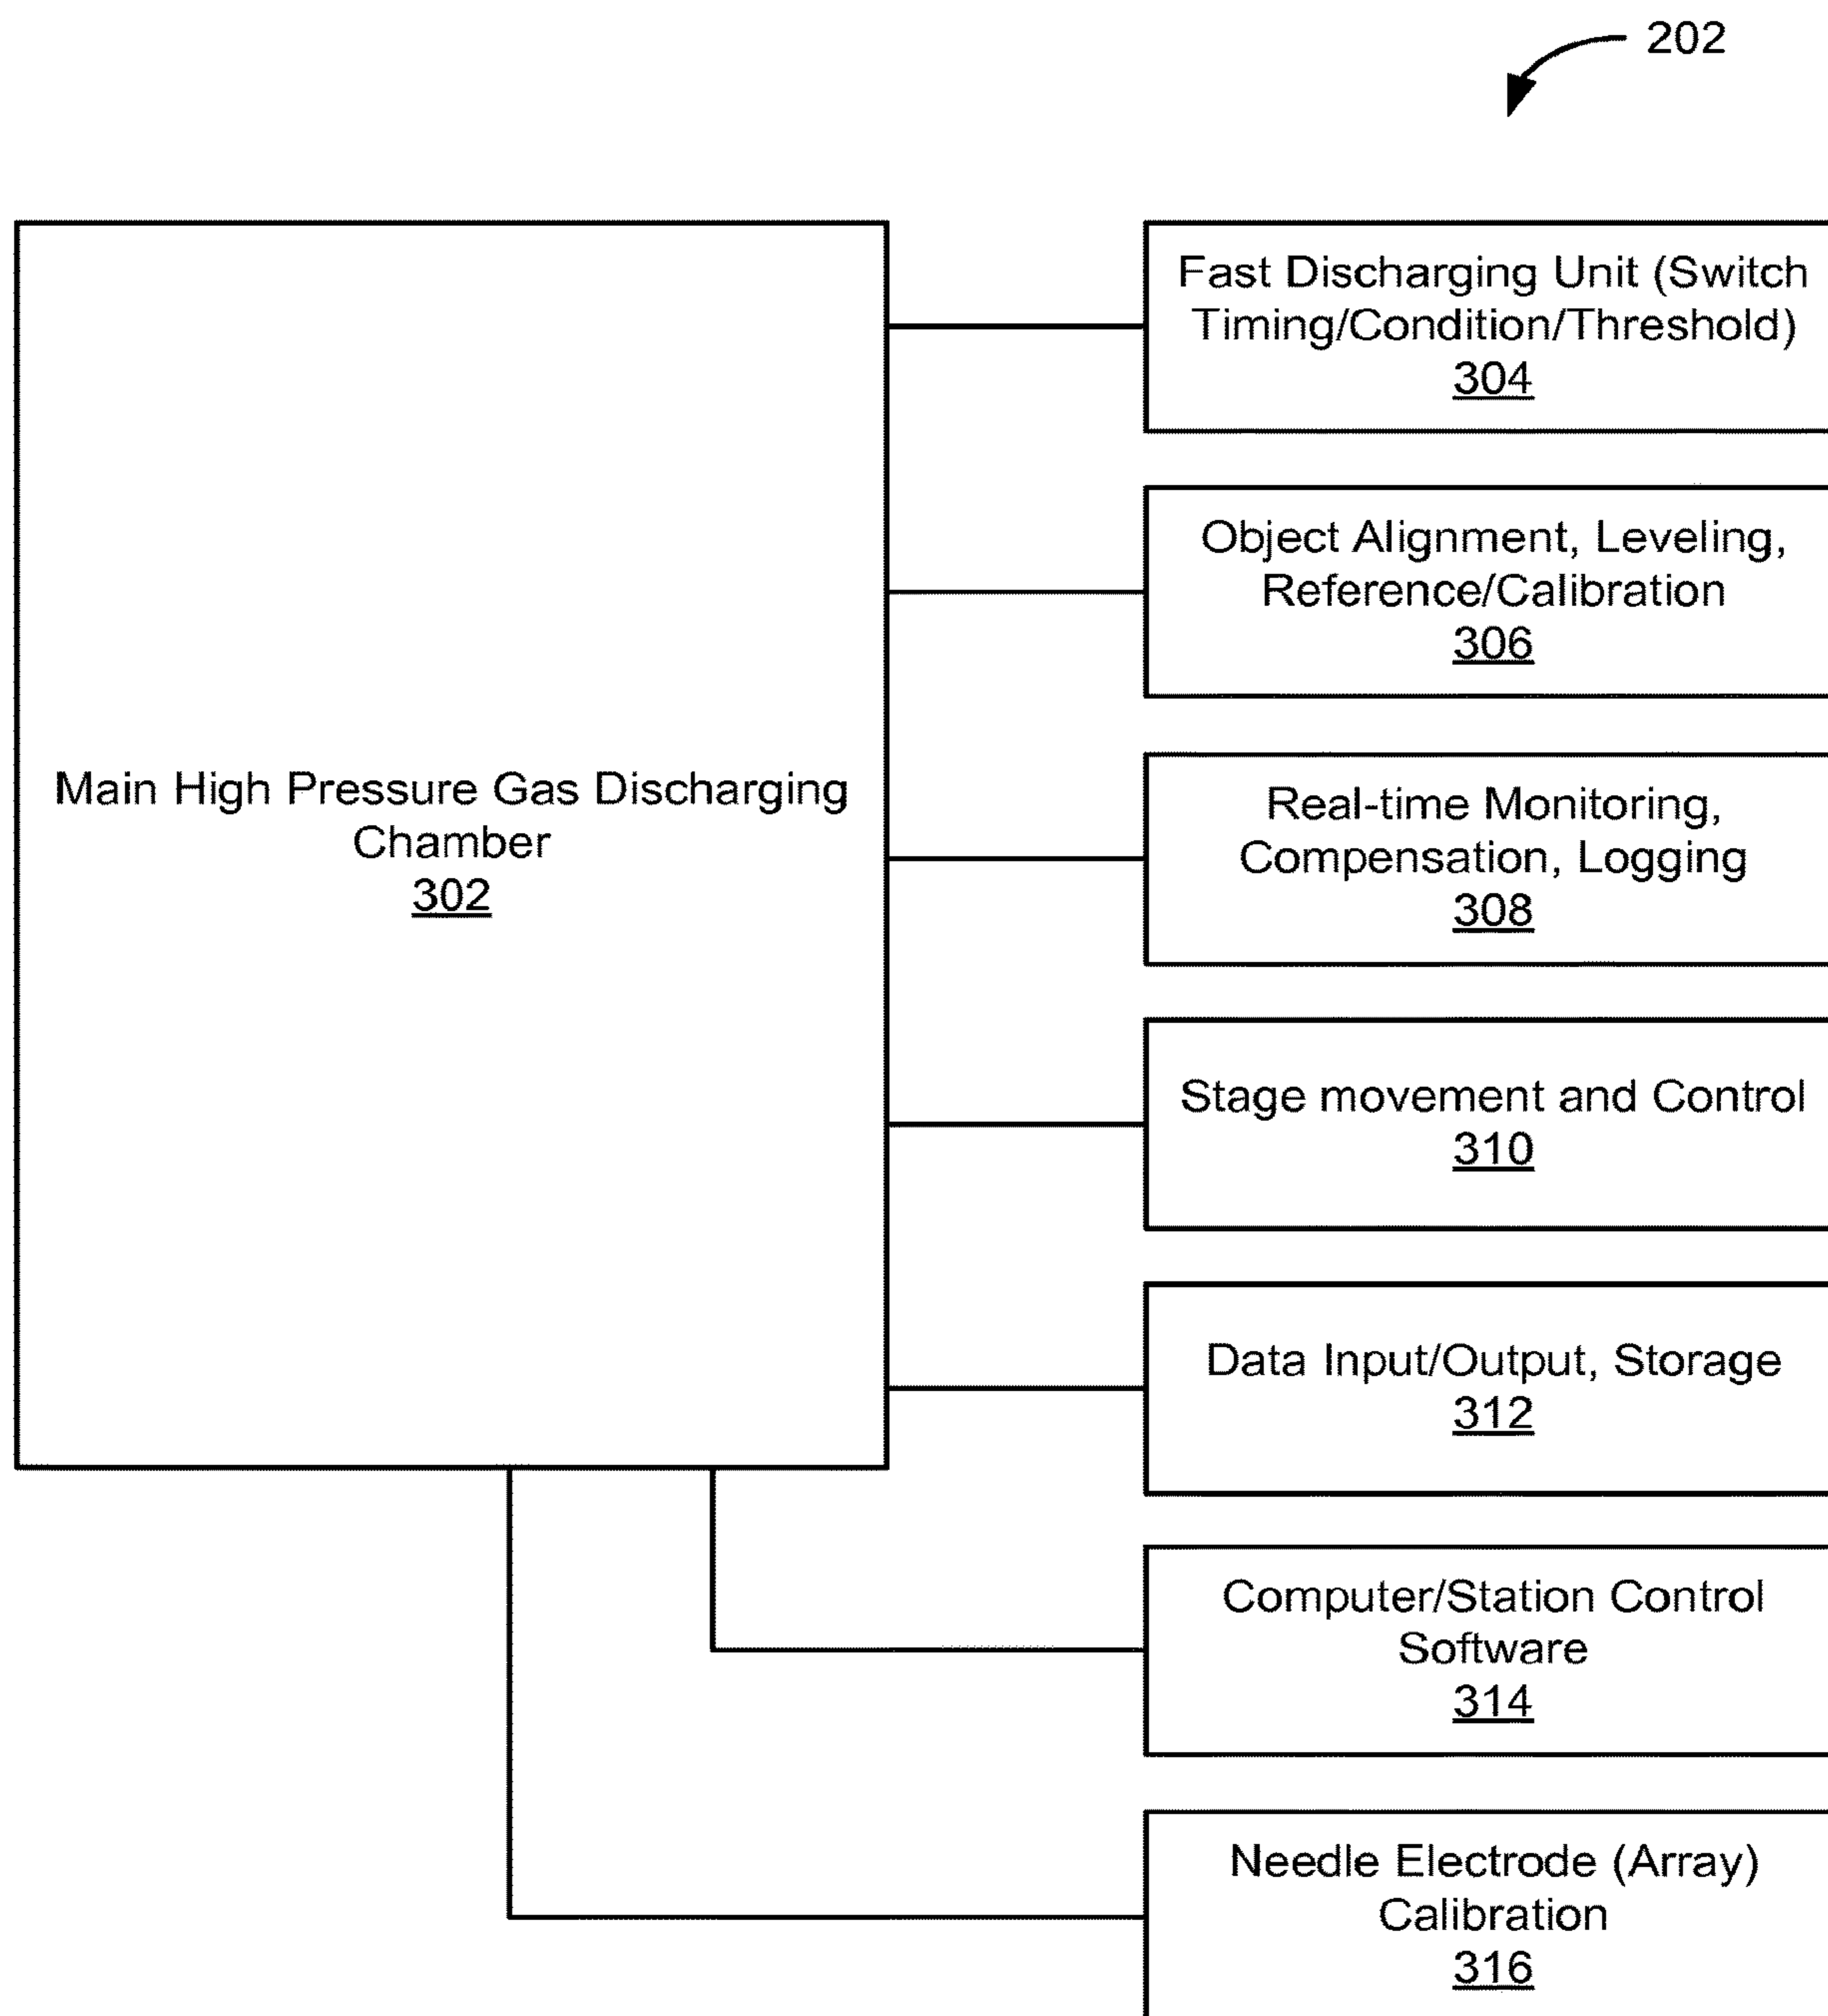 202
Main High Pressure Gas Discharging
Chamber
302
Fast Discharging Unit (Switch
Timing/Condition/Threshold)
304
Object Alignment, Leveling,
Reference/Calibration
306
Real-time Monitoring,
Compensation, Logging
308
Stage movement and Control
310
Data Input/Output, Storage
312
Computer/Station Control
Software
314
Needle Electrode (Array)
Calibration
316